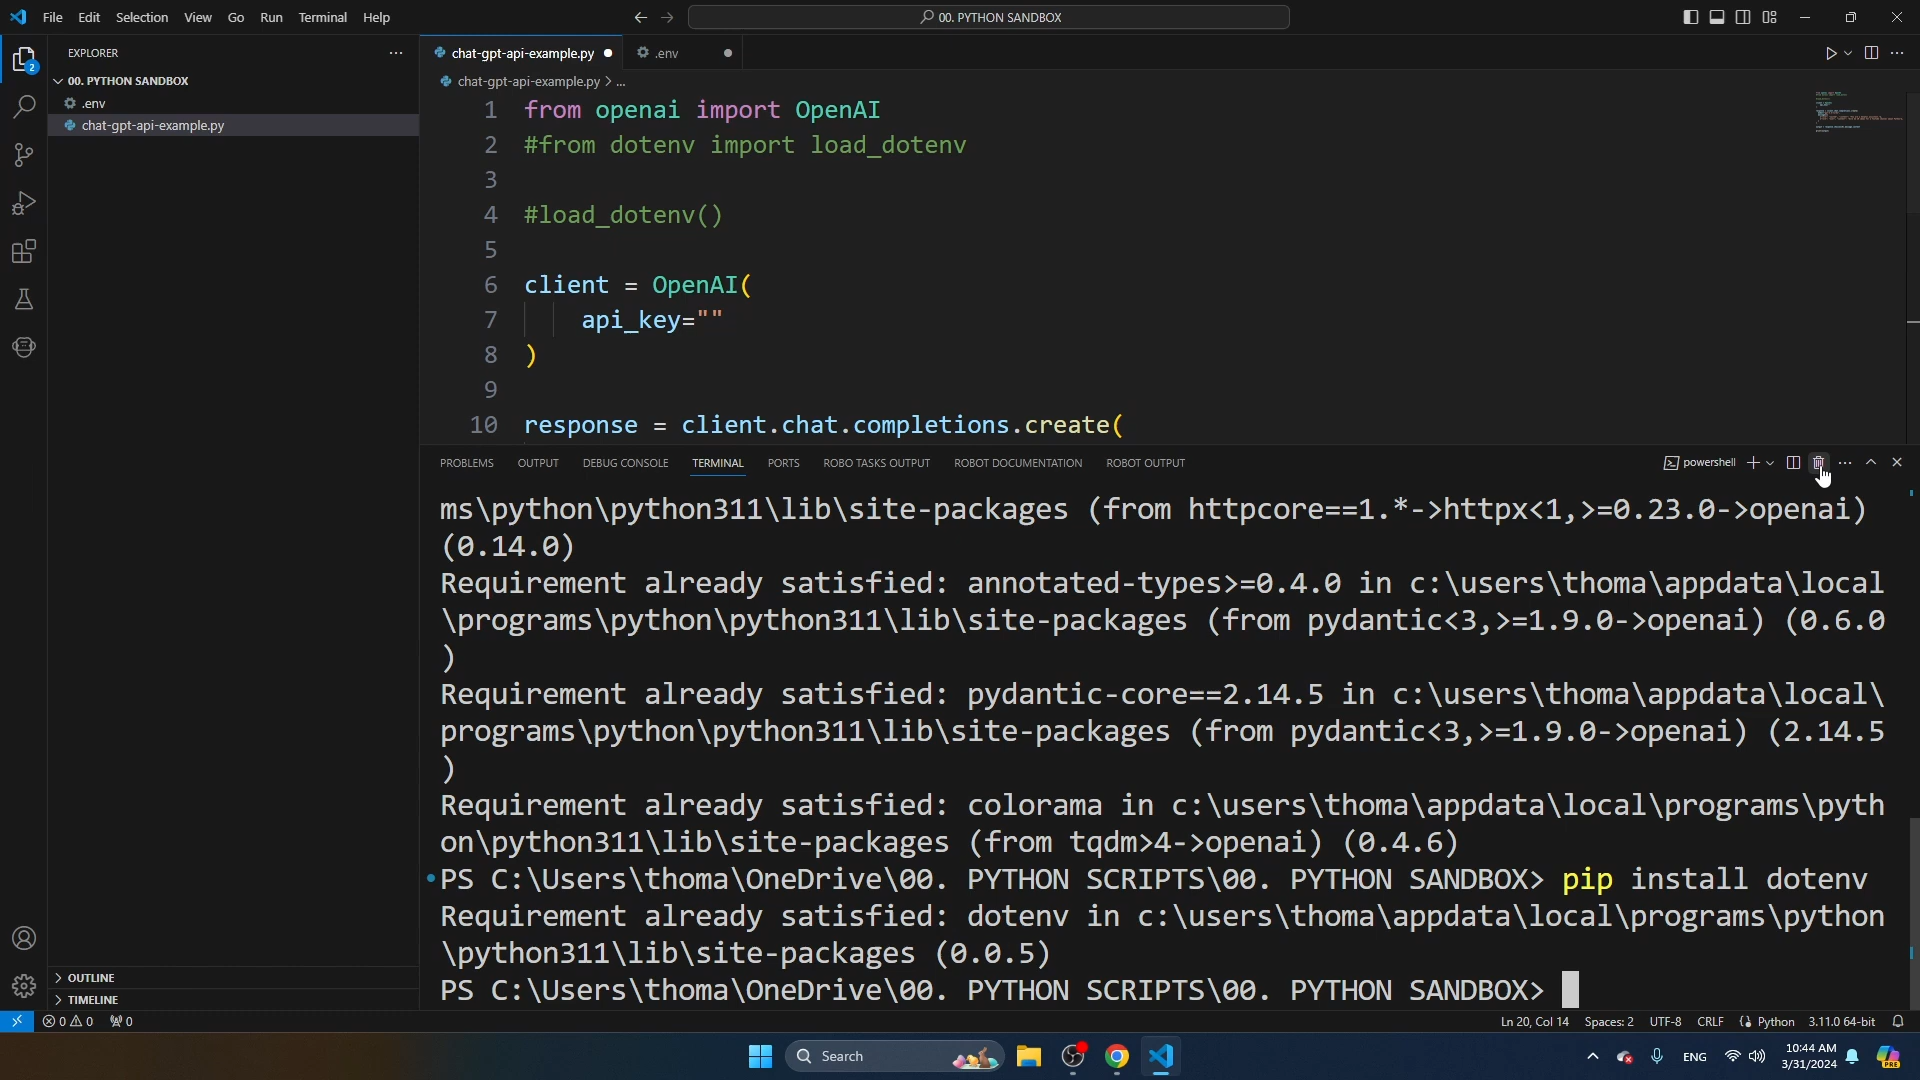 File Edit Selection View Go Run Terminal Help
00. PYTHON SANDBOX
EXPLORER
00. PYTHON SANDBOX
.env
chat-gpt-api-example.py
OUTLINE
TIMELINE
chat-gpt-api-example.py
.env
chat-gpt-api-example.py > ...
1 from openai import OpenAI
2 #from dotenv import load_dotenv
3
4 #load_dotenv()
5
6 client = OpenAI(
7 api_key=""
8 )
9
10 response = client.chat.completions.create(
PROBLEMS OUTPUT DEBUG CONSOLE TERMINAL PORTS ROBO TASKS OUTPUT ROBOT DOCUMENTATION ROBOT OUTPUT
powershell
ms\python\python311\lib\site-packages (from httpcore==1.*->httpx<1,>=0.23.0->openai)
(0.14.0)
Requirement already satisfied: annotated-types>=0.4.0 in c:\users\thoma\appdata\local
\programs\python\python311\lib\site-packages (from pydantic<3,>=1.9.0->openai) (0.6.0
)
Requirement already satisfied: pydantic-core==2.14.5 in c:\users\thoma\appdata\local\
programs\python\python311\lib\site-packages (from pydantic<3,>=1.9.0->openai) (2.14.5
)
Requirement already satisfied: colorama in c:\users\thoma\appdata\local\programs\pyth
on\python311\lib\site-packages (from tqdm>4->openai) (0.4.6)
PS C:\Users\thoma\OneDrive\00. PYTHON SCRIPTS\00. PYTHON SANDBOX> pip install dotenv
Requirement already satisfied: dotenv in c:\users\thoma\appdata\local\programs\python
\python311\lib\site-packages (0.0.5)
PS C:\Users\thoma\OneDrive\00. PYTHON SCRIPTS\00. PYTHON SANDBOX>
0 0 0
Ln 20, Col 14 Spaces: 2 UTF-8 CRLF Python 3.11.0 64-bit
2
Search
ENG
10:44 AM
3/31/2024
PRE